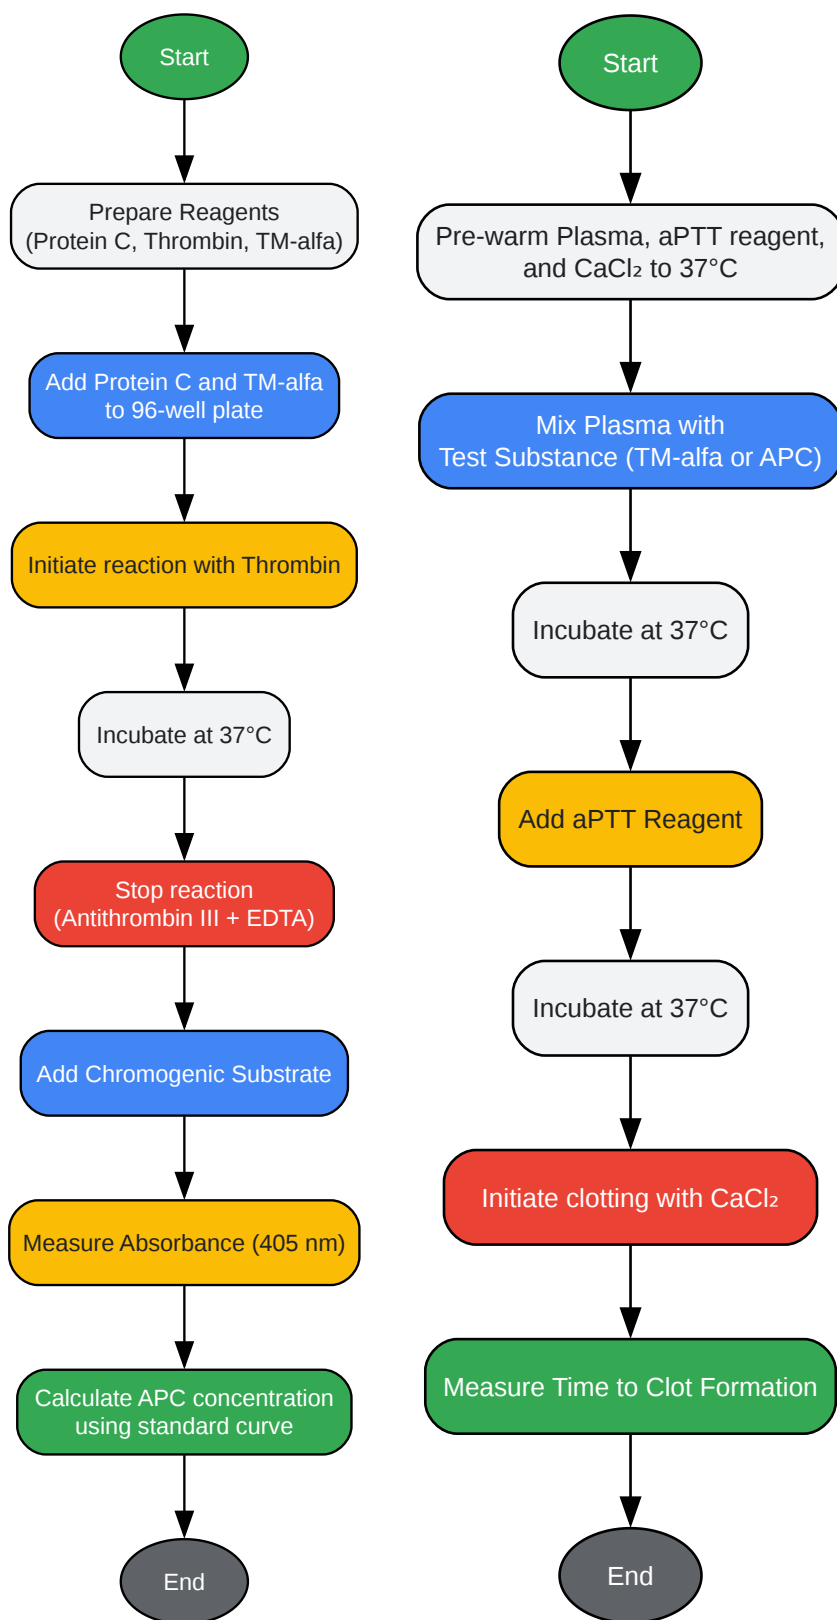 Start
Prepare Reagents
(Protein C, Thrombin, TM-alfa)
Add Protein C and TM-alfa
to 96-well plate
Initiate reaction with Thrombin
Incubate at 37°C
Stop reaction
(Antithrombin III + EDTA)
Add Chromogenic Substrate
Measure Absorbance (405 nm)
Calculate APC concentration
using standard curve
End
Start
Pre-warm Plasma, aPTT reagent,
and CaCl₂ to 37°C
Mix Plasma with
Test Substance (TM-alfa or APC)
Incubate at 37°C
Add aPTT Reagent
Incubate at 37°C
Initiate clotting with CaCl₂
Measure Time to Clot Formation
End